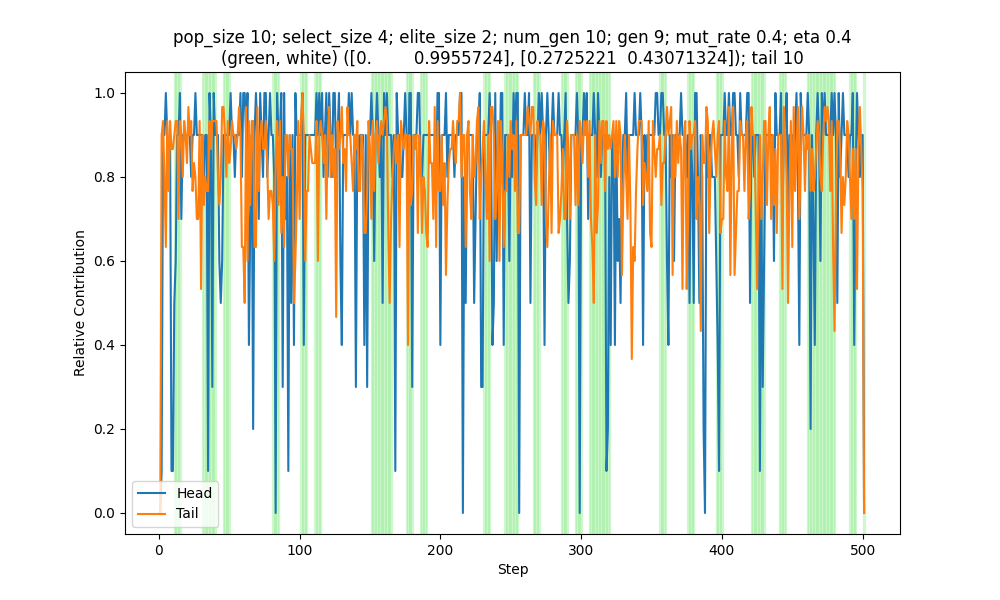 pop_size 10; select_size 4; elite_size 2; num_gen 10; gen 9; mut_rate 0.4; eta 0.4
(green, white) ([0.         0.9955724], [0.2725221  0.43071324]); tail 10
1.0
0.8
0.6
0.4
0.2
0.0
Relative Contribution
Head
Tail
0
100
200
300
400
500
Step